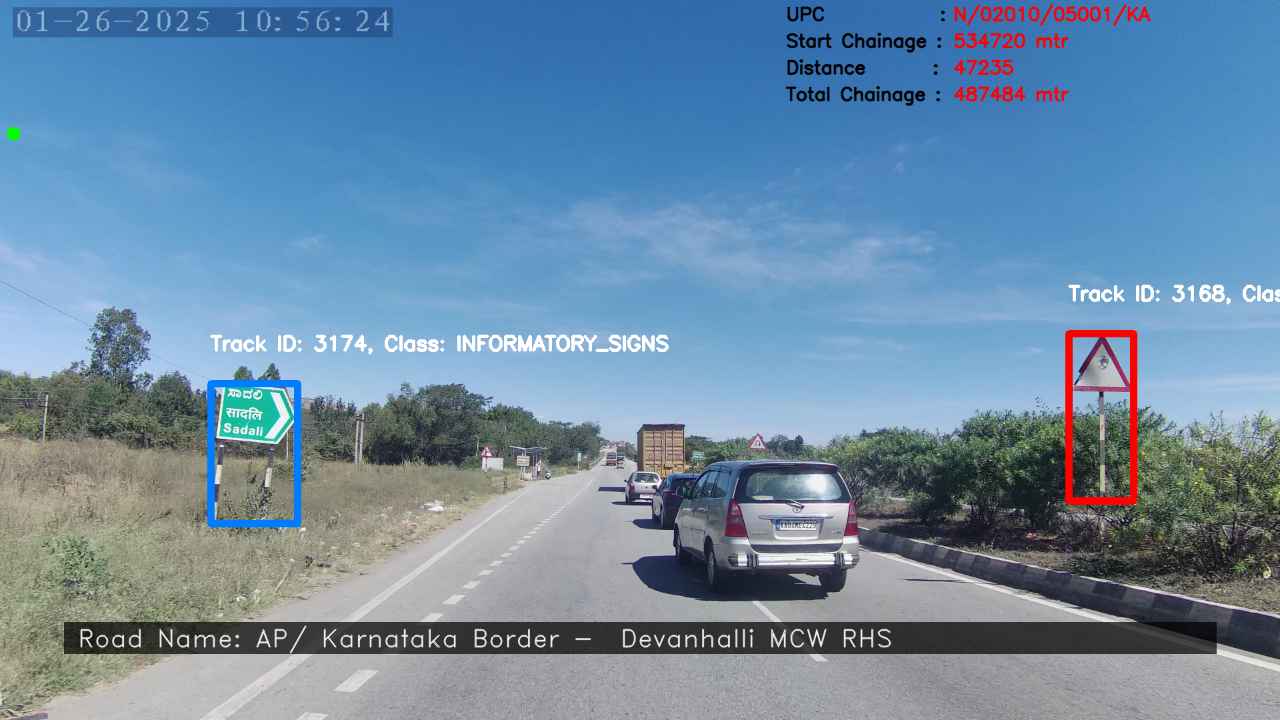 01-26-2025 10:56:24
UPC : N/02010/05001/KA
Start Chainage : 534720 mtr
Distance : 47235
Total Chainage : 487484 mtr
Track ID: 3168, Clas
Track ID: 3174, Class: INFORMATORY_SIGNS
ಸಾದಲಿ
सादलि
Sadali
Road Name: AP/ Karnataka Border - Devanhalli MCW RHS